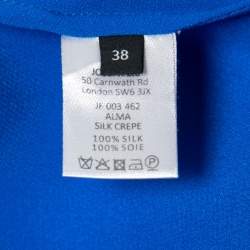 38
50 Carnwath Rd
London SW6 3JX
JF 003 462
ALMA
SILK CREPE
100% SILK
100% SOIE